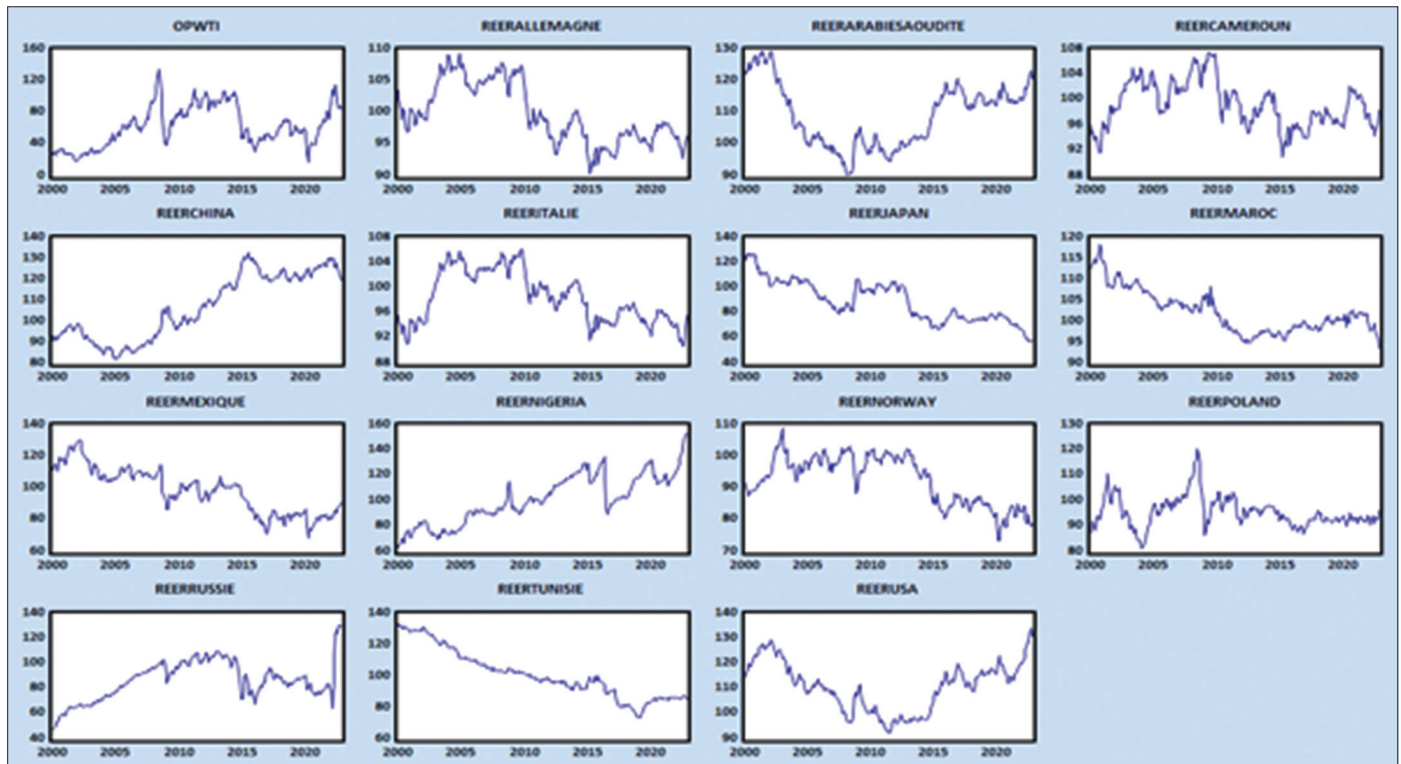 OPWTI
160
120
80
40
0
2000 2005 2010 2015 2020
REERALLEMAGNE
110
105
100
95
90
2000 2005 2010 2015 2020
REERARABIESAOUDITE
130
120
110
100
90
2000 2005 2010 2015 2020
REERCAMEROUN
108
104
100
96
92
88
2000 2005 2010 2015 2020
REERCHINA
140
130
120
110
100
90
80
2000 2005 2010 2015 2020
REERITALIE
108
104
100
96
92
88
2000 2005 2010 2015 2020
REERJAPAN
140
120
100
80
60
40
2000 2005 2010 2015 2020
REERMAROC
120
115
110
105
100
95
90
2000 2005 2010 2015 2020
REERMEXIQUE
140
120
100
80
60
2000 2005 2010 2015 2020
REERNIGERIA
160
140
120
100
80
60
2000 2005 2010 2015 2020
REERNORWAY
110
100
90
80
70
2000 2005 2010 2015 2020
REERPOLAND
130
120
110
100
90
80
2000 2005 2010 2015 2020
REERRUSSIE
140
120
100
80
60
40
2000 2005 2010 2015 2020
REERTUNISIE
140
120
100
80
60
2000 2005 2010 2015 2020
REERUSA
140
130
120
110
100
90
2000 2005 2010 2015 2020